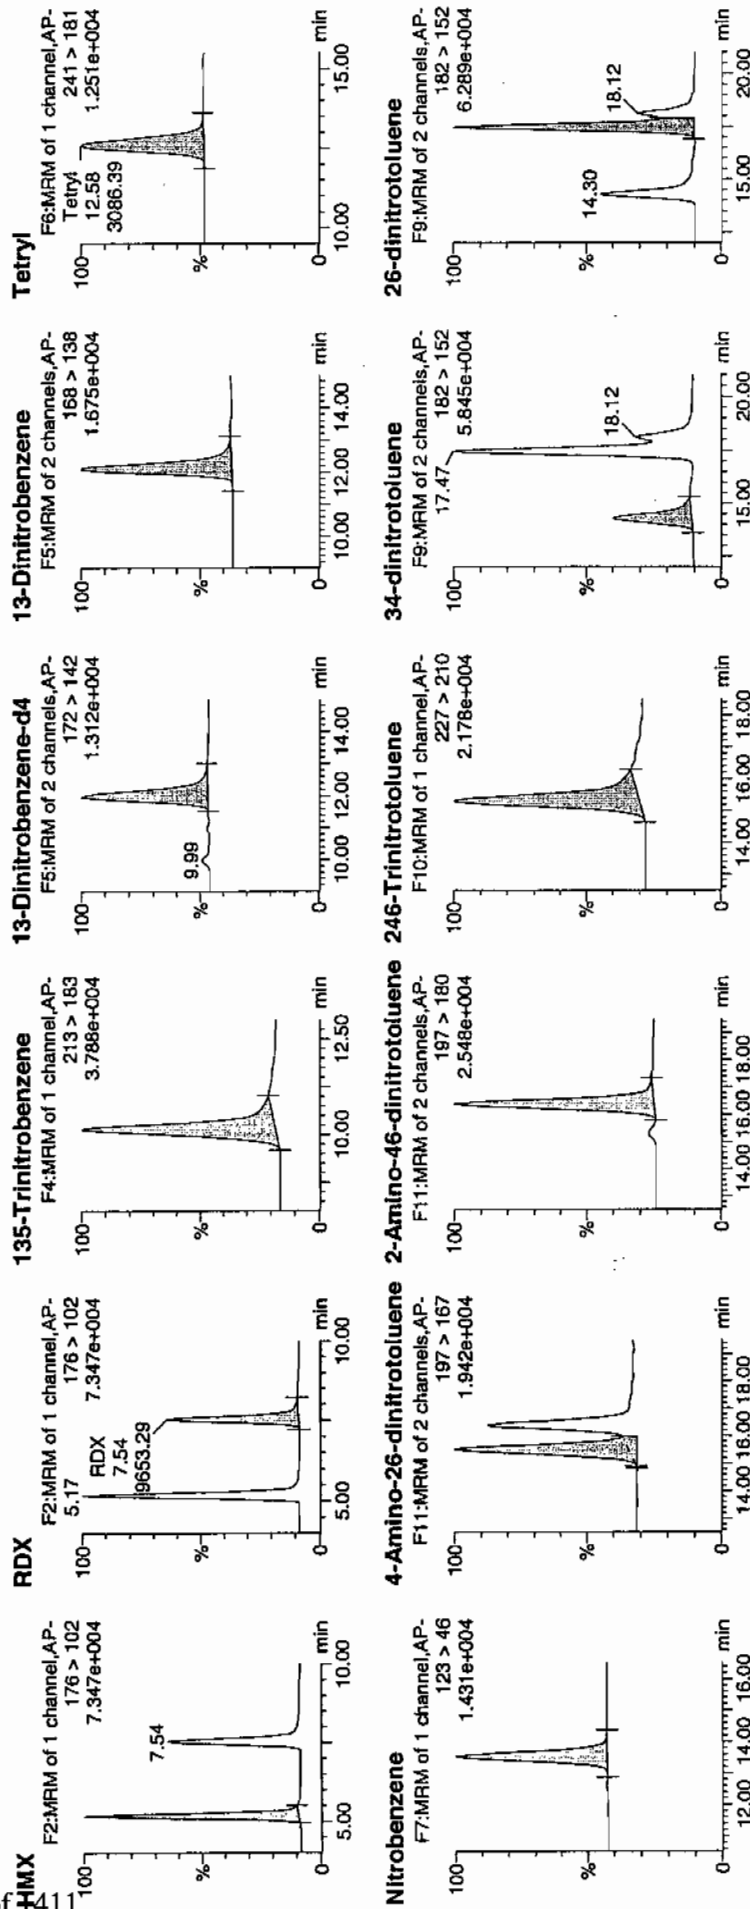 HMX
F2:MRM of 1 channel,AP-
176 > 102
7.347e+004
100
7.54
%
0
5.00
10.00
min
RDX
F2:MRM of 1 channel,AP-
176 > 102
7.347e+004
5.17
100
RDX
7.54
9653.29
%
0
5.00
10.00
min
135-Trinitrobenzene
F4:MRM of 1 channel,AP-
213 > 183
3.788e+004
100
%
0
10.00
12.50
min
13-Dinitrobenzene-d4
F5:MRM of 2 channels,AP-
172 > 142
1.312e+004
100
9.99
%
0
10.00
12.00
14.00
min
13-Dinitrobenzene
F5:MRM of 2 channels,AP-
168 > 138
1.675e+004
100
%
0
10.00
12.00
14.00
min
Tetryl
F6:MRM of 1 channel,AP-
241 > 181
1.251e+004
Tetryl
12.58
3086.39
100
%
0
10.00
15.00
min
Nitrobenzene
F7:MRM of 1 channel,AP-
123 > 46
1.431e+004
100
%
0
12.00
14.00
16.00
min
4-Amino-26-dinitrotoluene
F11:MRM of 2 channels,AP-
197 > 167
1.942e+004
100
%
0
14.00
16.00
18.00
min
2-Amino-46-dinitrotoluene
F11:MRM of 2 channels,AP-
197 > 180
2.548e+004
100
%
0
14.00
16.00
18.00
min
246-Trinitrotoluene
F10:MRM of 1 channel,AP-
227 > 210
2.178e+004
100
%
0
14.00
16.00
18.00
min
34-dinitrotoluene
F9:MRM of 2 channels,AP-
182 > 152
5.845e+004
17.47
100
18.12
%
0
15.00
20.00
min
26-dinitrotoluene
F9:MRM of 2 channels,AP-
182 > 152
6.289e+004
100
14.30
18.12
%
0
15.00
20.00
min
411